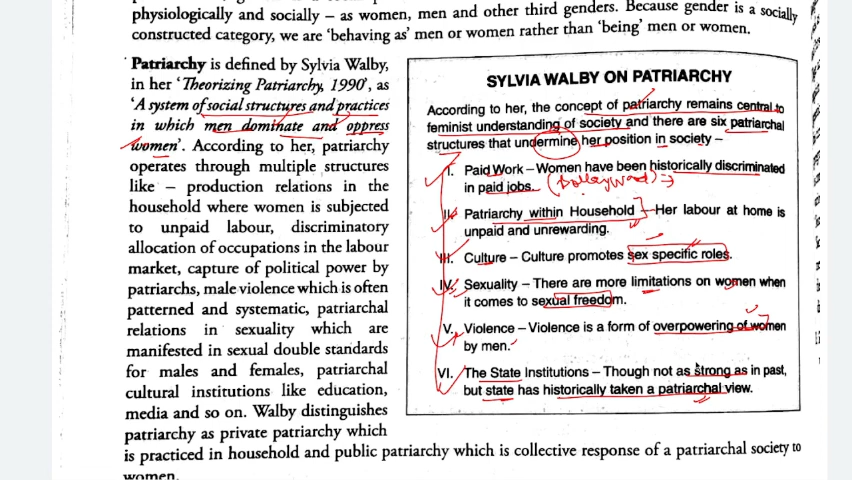 physiologically and socially – as women, men and other third genders. Because gender is a socially
constructed category, we are 'behaving as' men or women rather than 'being' men or women.
Patriarchy is defined by Sylvia Walby,
in her 'Theorizing Patriarchy, 1990', as
'A system of social structures and practices
in which men dominate and oppress
women'. According to her, patriarchy
operates through multiple structures
like – production relations in the
household where women is subjected
to unpaid labour, discriminatory
allocation of occupations in the labour
market, capture of political power by
patriarchs, male violence which is often
patterned and systematic, patriarchal
relations in sexuality which are
manifested in sexual double standards
for males and females, patriarchal
cultural institutions like education,
media and so on. Walby distinguishes
patriarchy as private patriarchy which
is practiced in household and public patriarchy which is collective response of a patriarchal society to
women.
SYLVIA WALBY ON PATRIARCHY
According to her, the concept of patriarchy remains central to
feminist understanding of society and there are six patriarchal
structures that undermine her position in society –
I. Paid Work – Women have been historically discriminated
in paid jobs. (Bollywood)
II. Patriarchy within Household – Her labour at home is
unpaid and unrewarding.
III. Culture – Culture promotes sex specific roles.
IV. Sexuality – There are more limitations on women when
it comes to sexual freedom.
V. Violence – Violence is a form of overpowering of women
by men.
VI. The State Institutions – Though not as strong as in past,
but state has historically taken a patriarchal view.